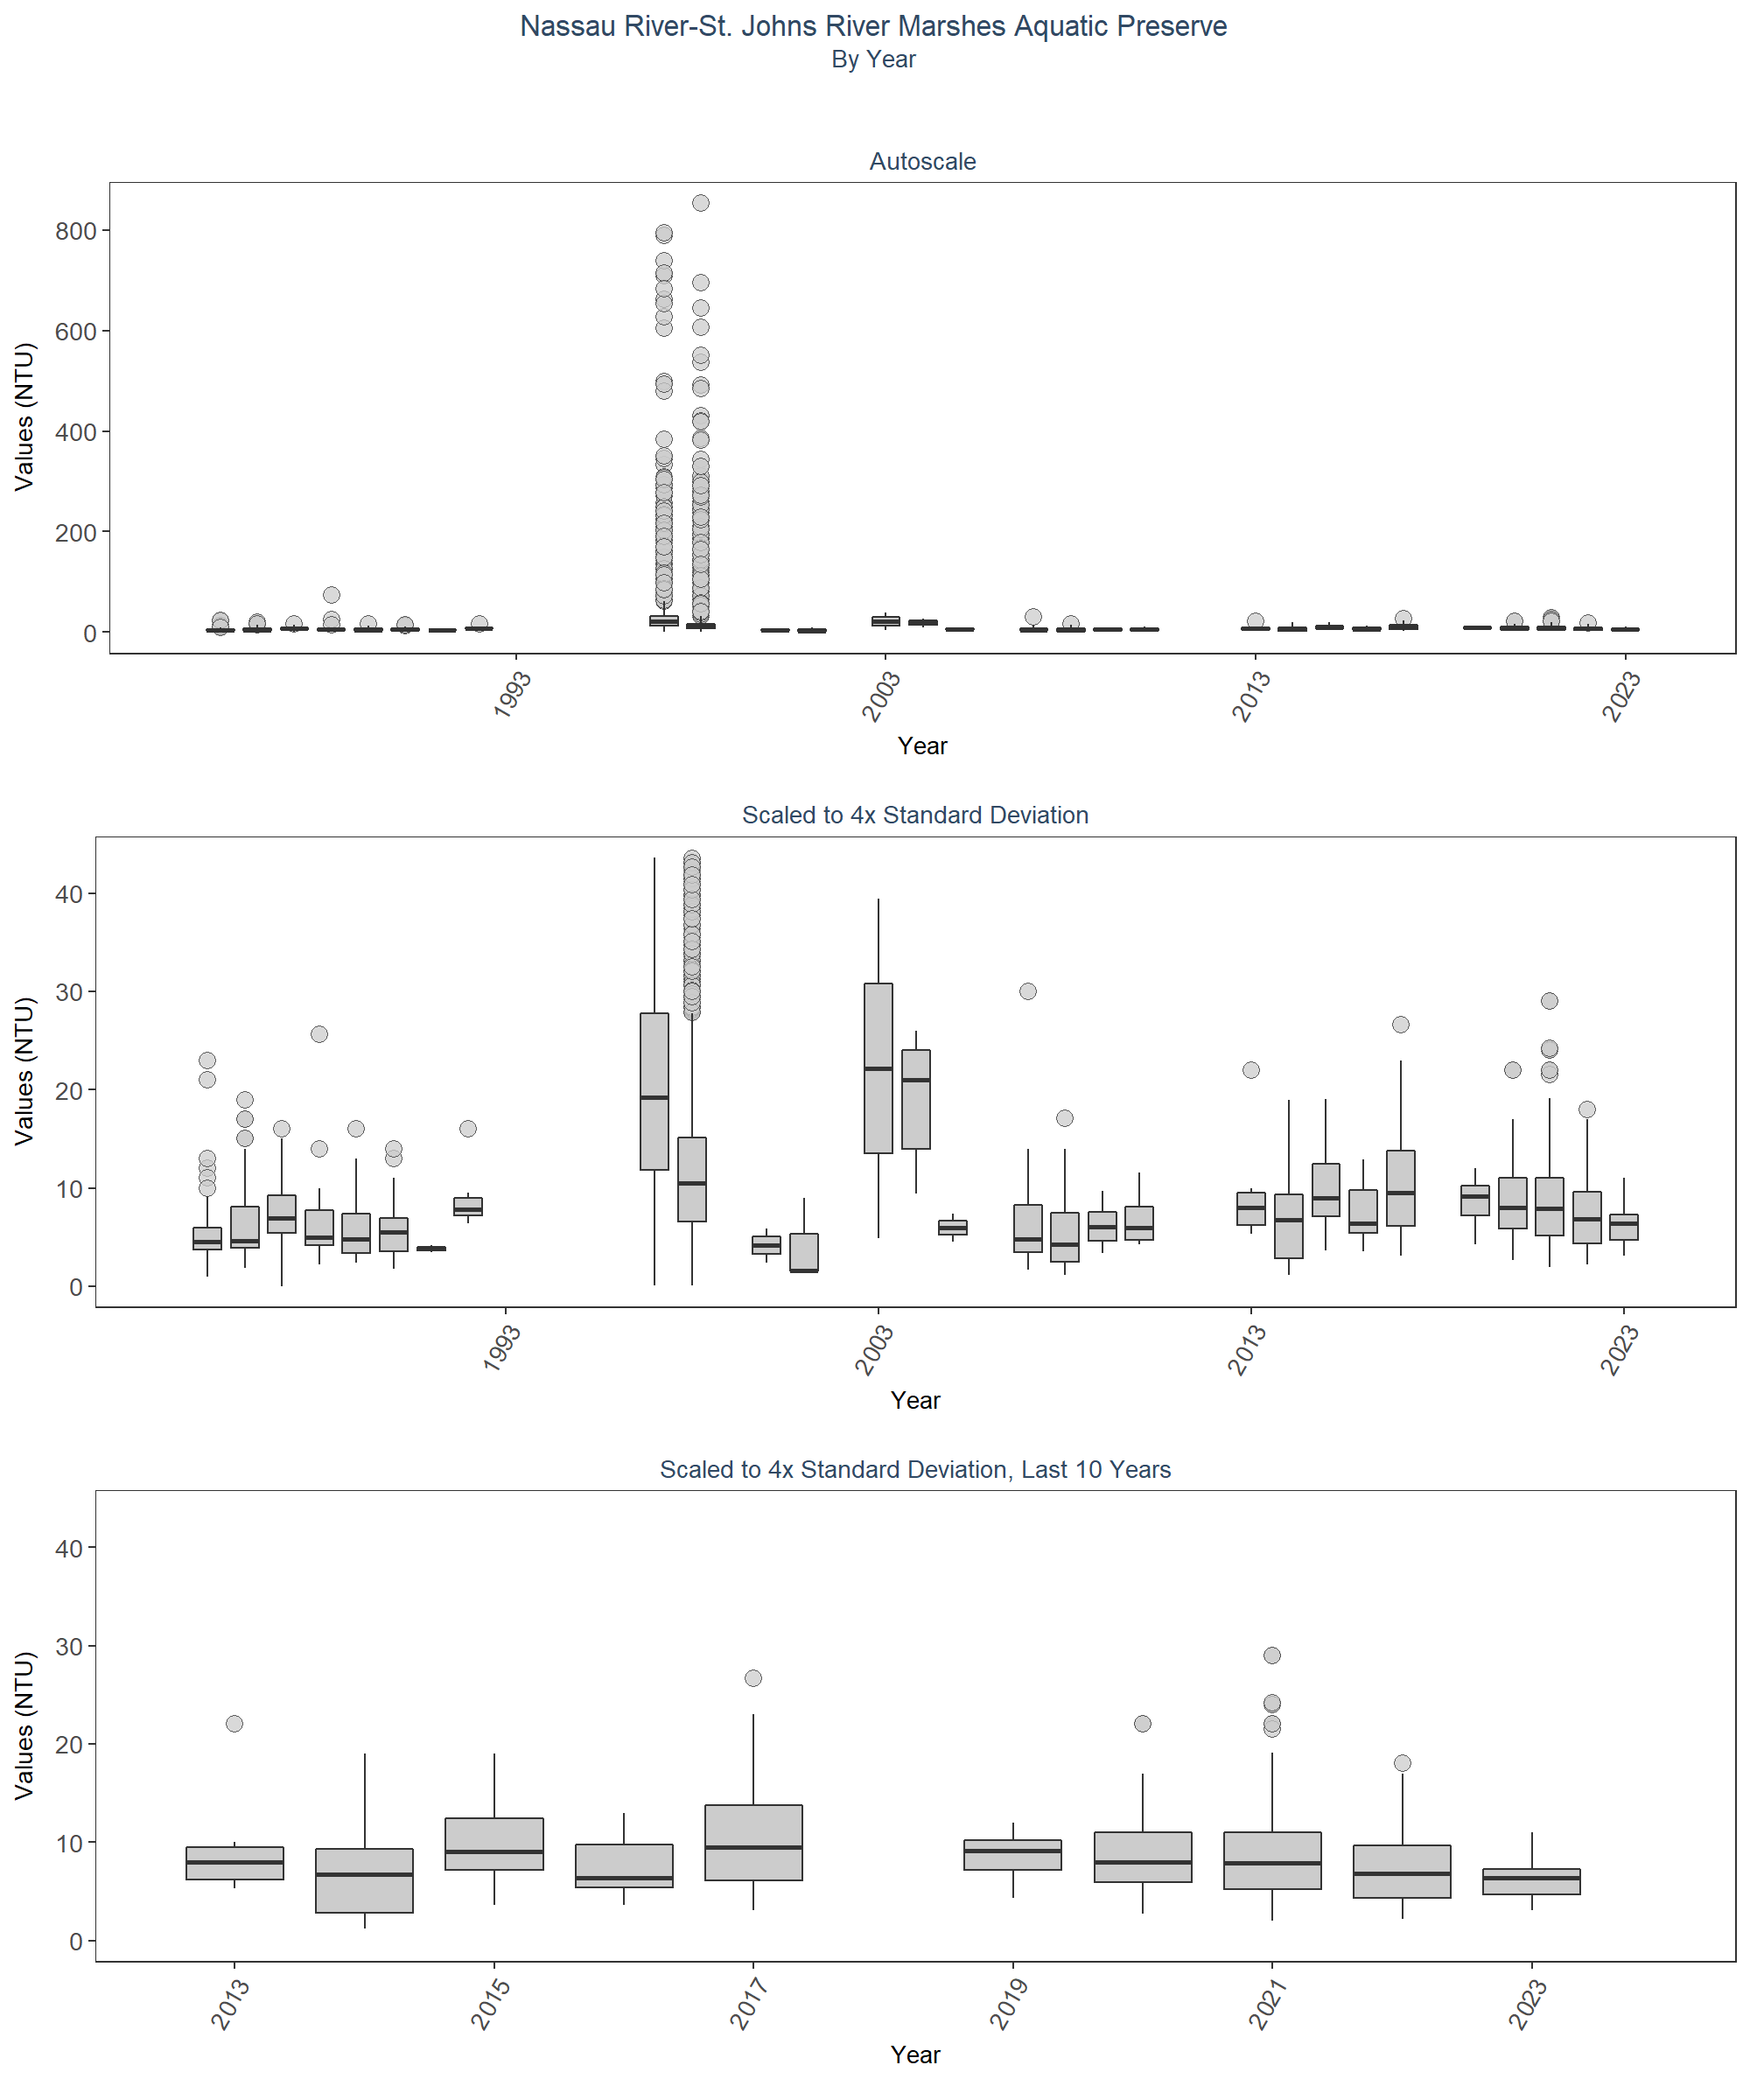 Nassau River-St. Johns River Marshes Aquatic Preserve
By Year
Autoscale
Values (NTU)
800
600
400
200
0
1993
2003
2013
2023
Year
Scaled to 4x Standard Deviation
Values (NTU)
40
30
20
10
0
1993
2003
2013
2023
Year
Scaled to 4x Standard Deviation, Last 10 Years
Values (NTU)
40
30
20
10
0
2013
2015
2017
2019
2021
2023
Year